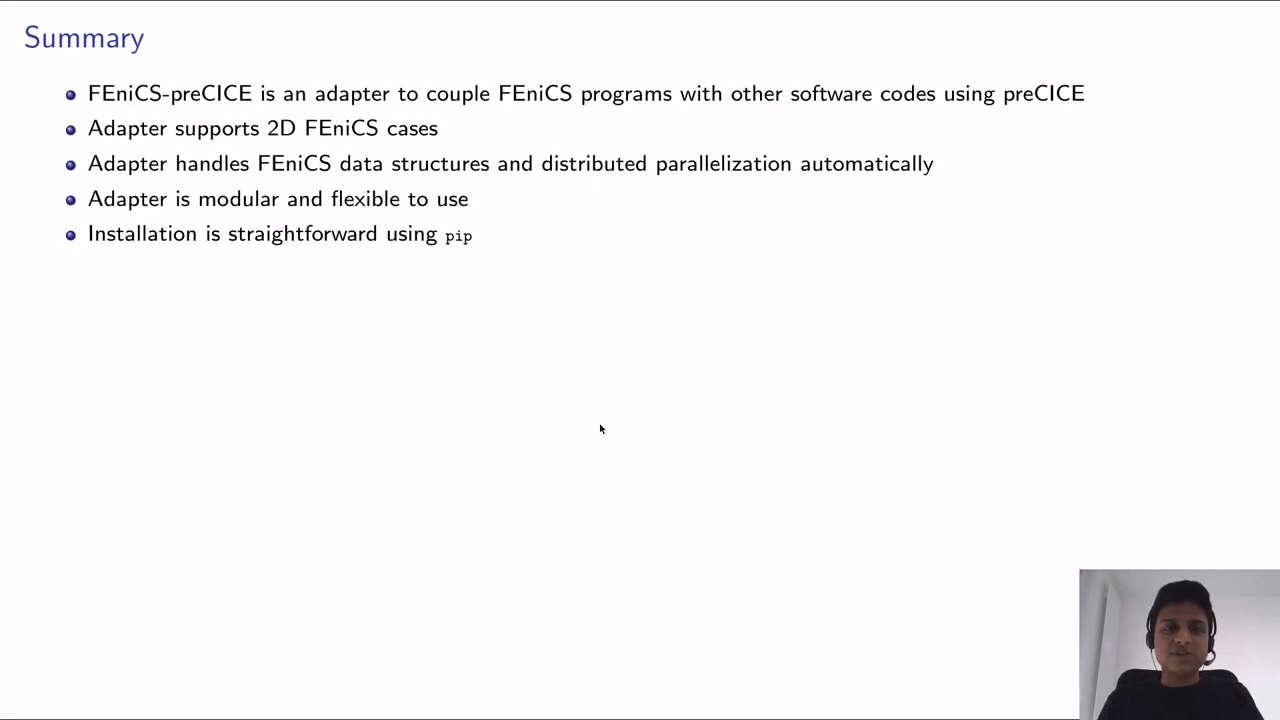 Summary
FEniCS-preCICE is an adapter to couple FEniCS programs with other software codes using preCICE
Adapter supports 2D FEniCS cases
Adapter handles FEniCS data structures and distributed parallelization automatically
Adapter is modular and flexible to use
Installation is straightforward using pip